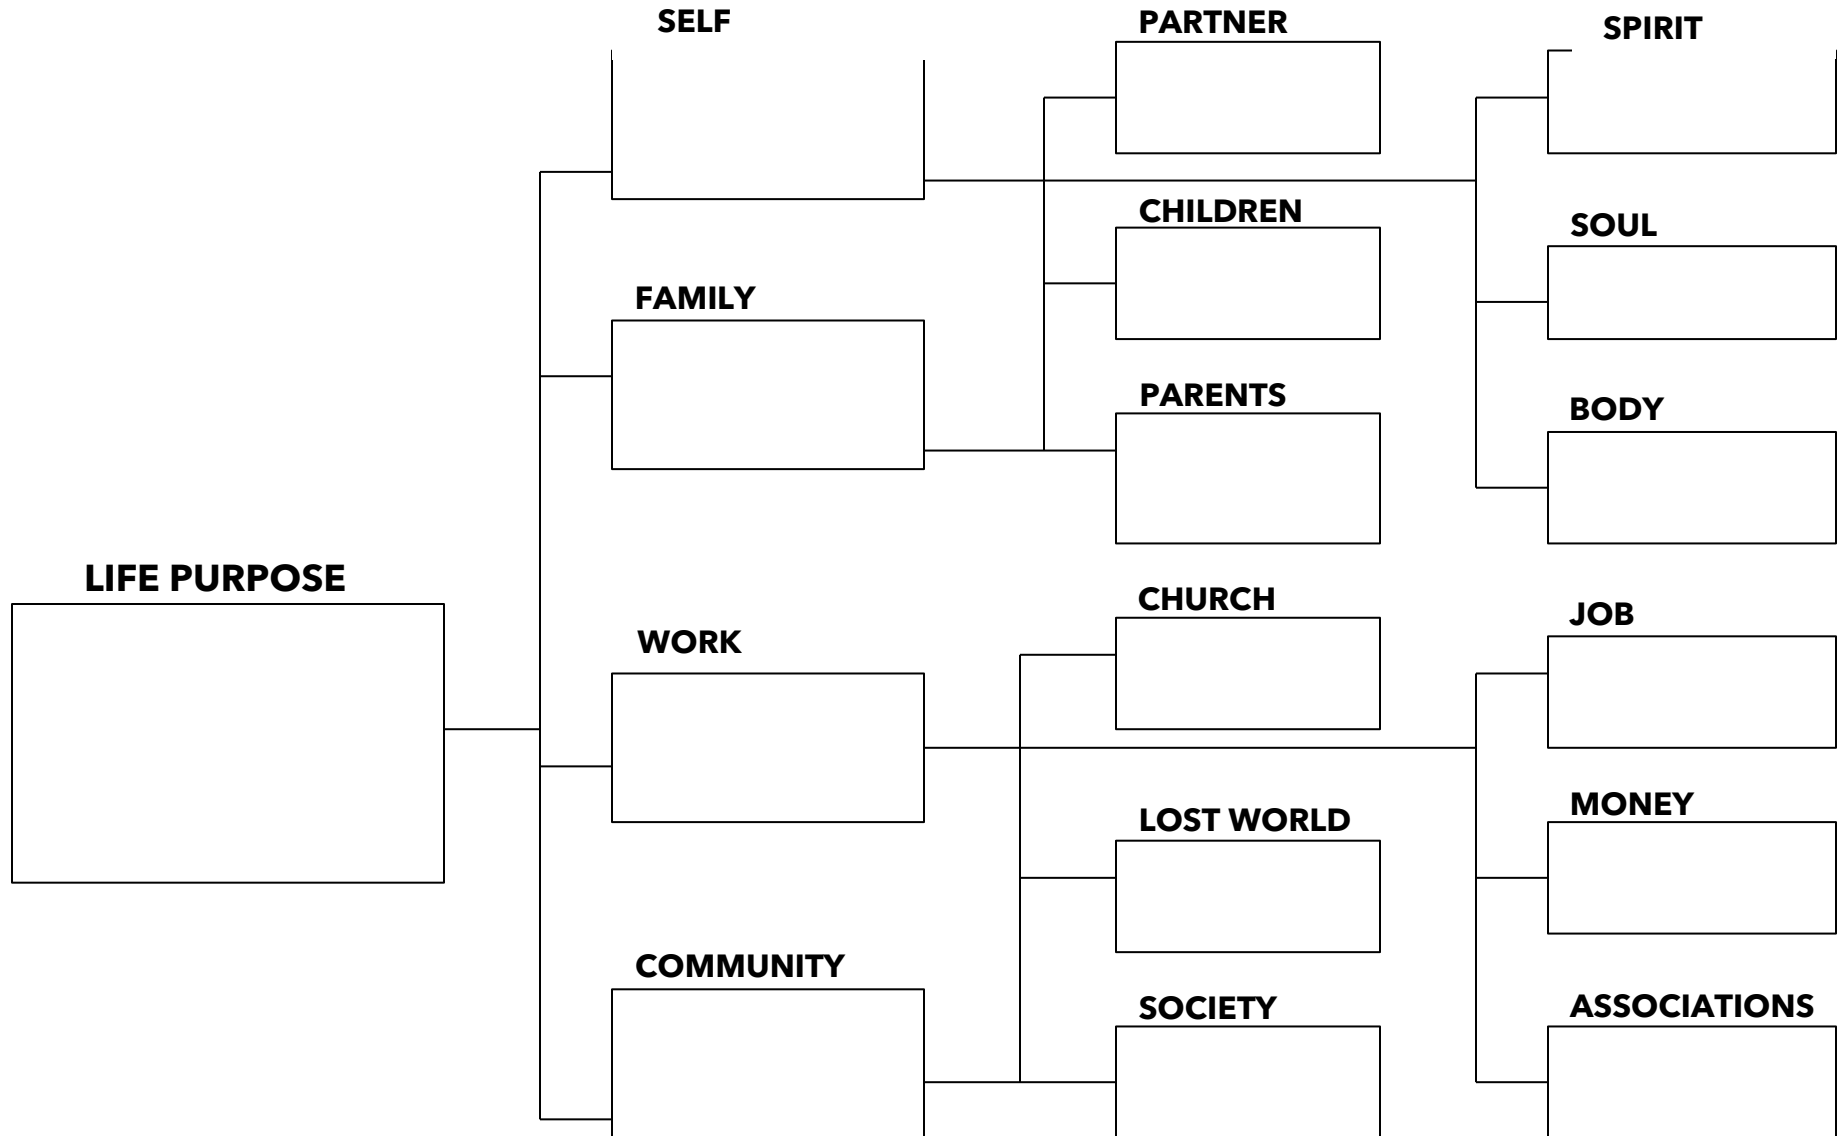 SELF
PARTNER
SPIRIT
CHILDREN
SOUL
FAMILY
PARENTS
BODY
LIFE PURPOSE
CHURCH
JOB
WORK
MONEY
LOST WORLD
COMMUNITY
SOCIETY
ASSOCIATIONS